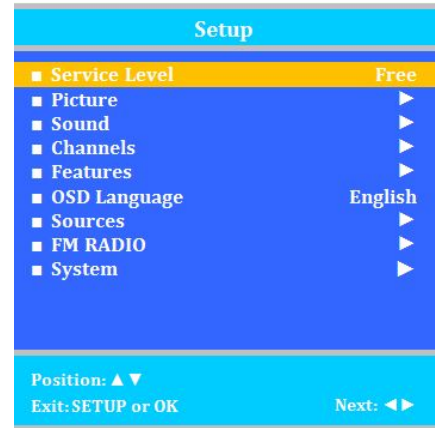 Setup
■ Service Level Free
■ Picture ▶
■ Sound ▶
■ Channels ▶
■ Features ▶
■ OSD Language English
■ Sources ▶
■ FM RADIO ▶
■ System ▶
Position: ▲ ▼
Exit: SETUP or OK Next: ◀ ▶